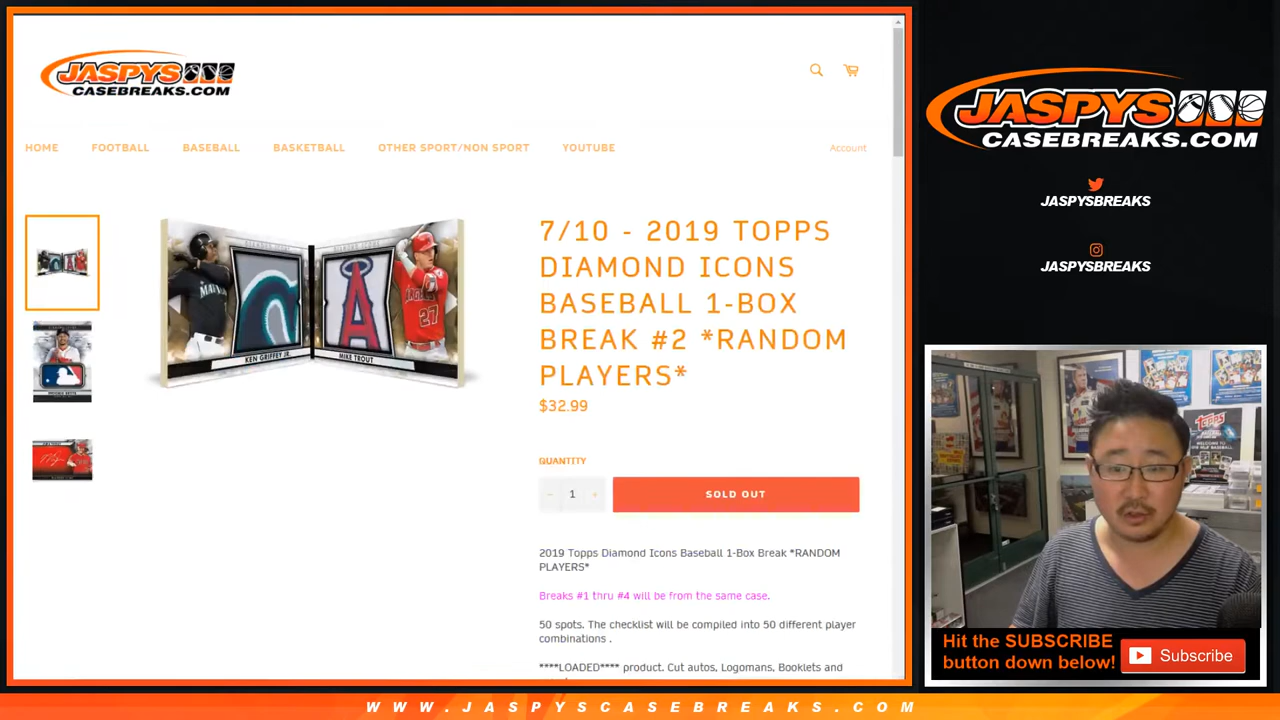 JASPYS
CASEBREAKS.COM
HOME
FOOTBALL
BASEBALL
BASKETBALL
OTHER SPORT/NON SPORT
YOUTUBE
Account
KEN GRIFFEY JR.
MIKE TROUT
27
7/10 - 2019 TOPPS
DIAMOND ICONS
BASEBALL 1-BOX
BREAK #2 *RANDOM
PLAYERS*
$32.99
QUANTITY
- 1 +
SOLD OUT
2019 Topps Diamond Icons Baseball 1-Box Break *RANDOM
PLAYERS*
Breaks #1 thru #4 will be from the same case.
50 spots. The checklist will be compiled into 50 different player
combinations .
****LOADED**** product. Cut autos, Logomans, Booklets and
JASPYS
CASEBREAKS.COM
JASPYSBREAKS
JASPYSBREAKS
topps
Hit the SUBSCRIBE
button down below!
Subscribe
WWW.JASPYSCASEBREAKS.COM